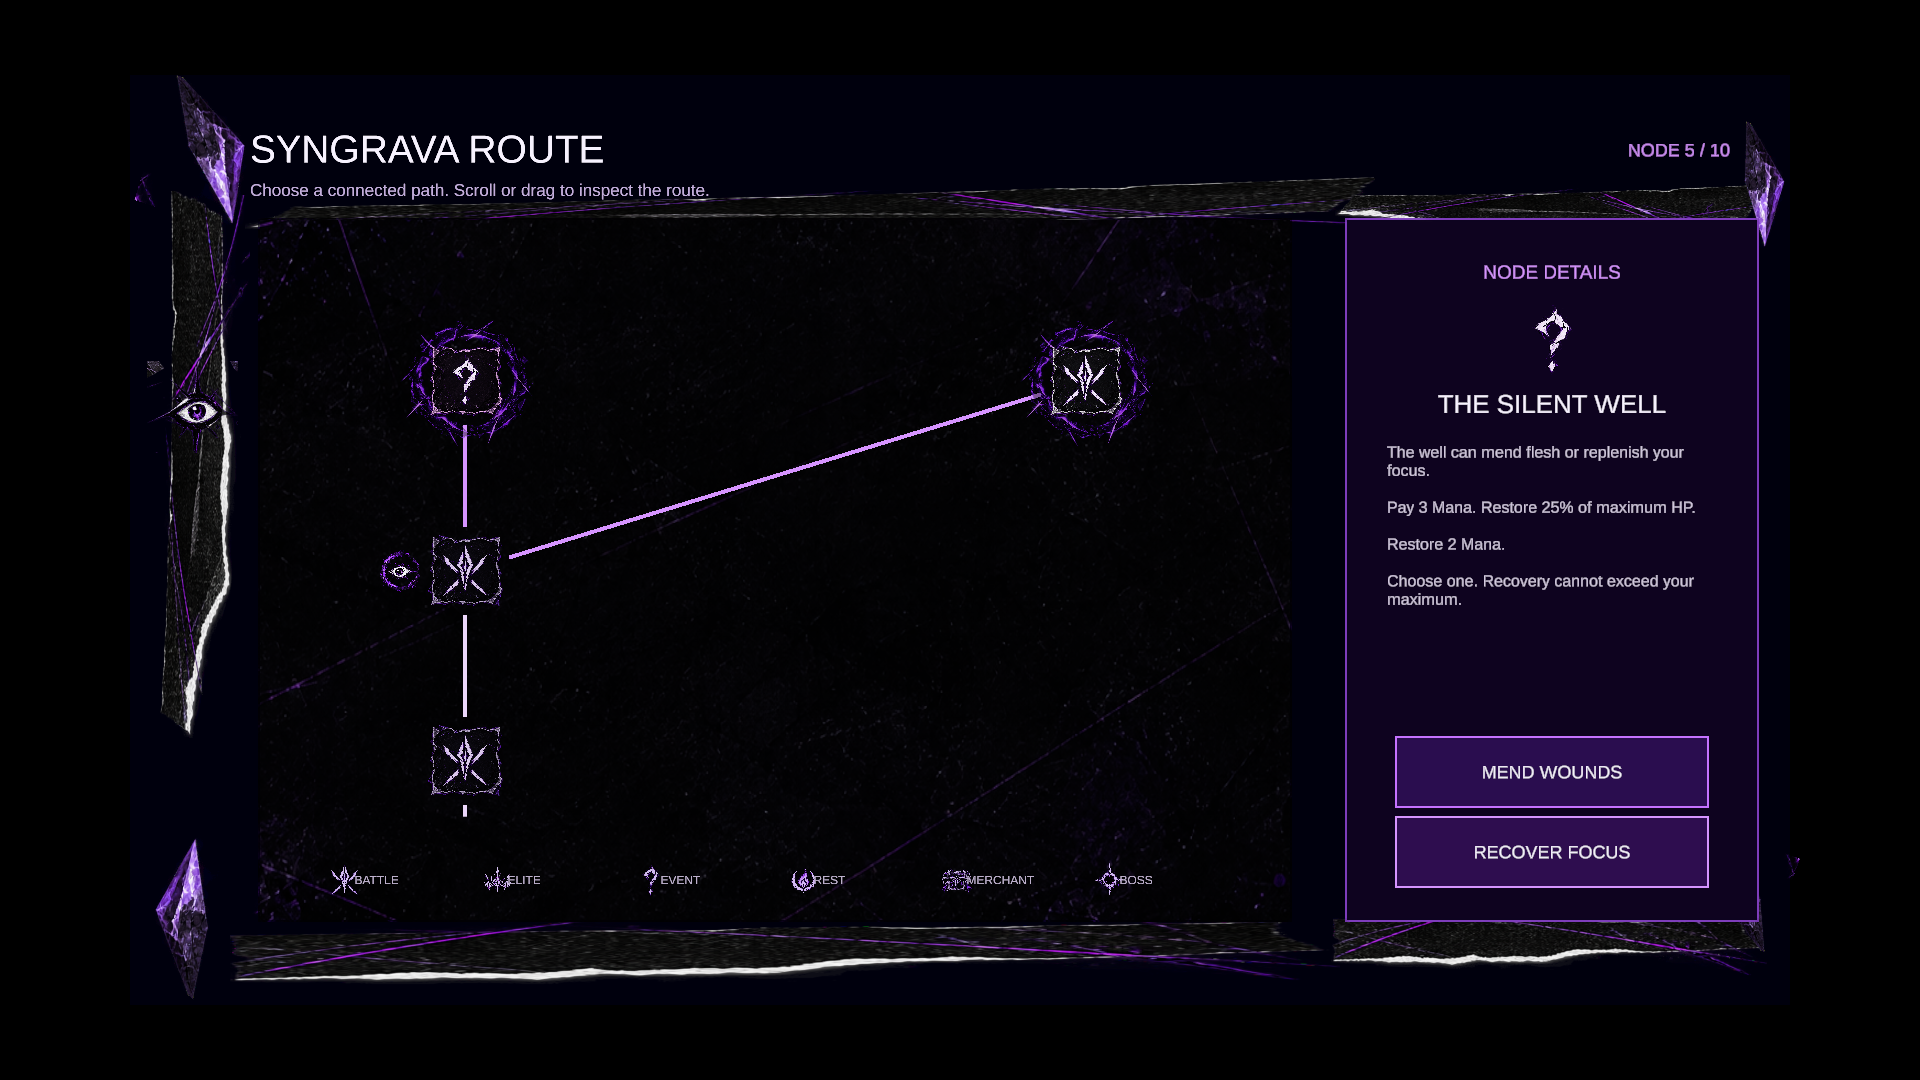 SYNGRAVA ROUTE
NODE 5 / 10
Choose a connected path. Scroll or drag to inspect the route.
NODE DETAILS
THE SILENT WELL
The well can mend flesh or replenish your
focus.
Pay 3 Mana. Restore 25% of maximum HP.
Restore 2 Mana.
Choose one. Recovery cannot exceed your
maximum.
MEND WOUNDS
RECOVER FOCUS
BATTLE
ELITE
EVENT
REST
MERCHANT
BOSS